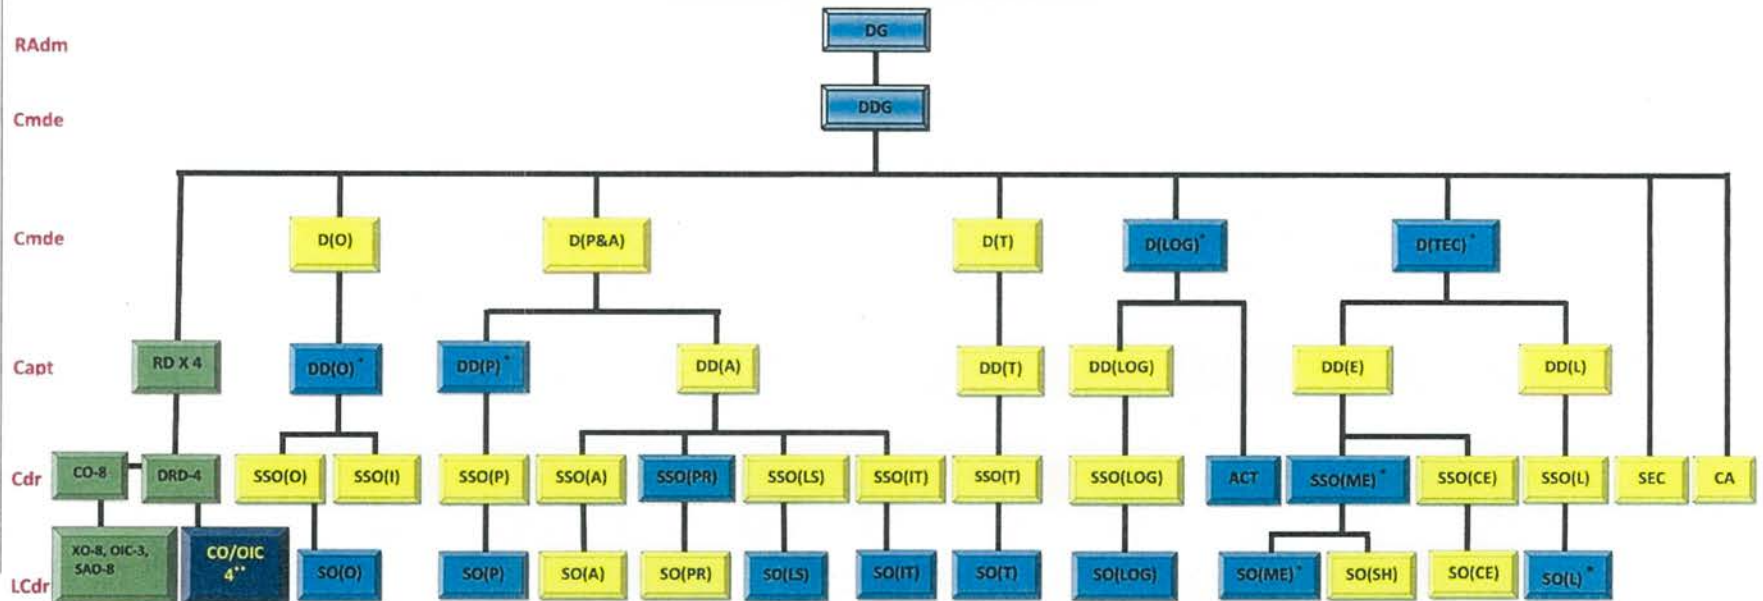 RAdm
DG
Cmde
DDG
Cmde
D(O)
D(P&A)
D(T)
D(LOG)*
D(TEC)*
Capt
RD X 4
DD(O)*
DD(P)*
DD(A)
DD(T)
DD(LOG)
DD(E)
DD(L)
Cdr
CO-8
DRD-4
SSO(O)
SSO(I)
SSO(P)
SSO(A)
SSO(PR)
SSO(LS)
SSO(IT)
SSO(T)
SSO(LOG)
ACT
SSO(ME)*
SSO(CE)
SSO(L)
SEC
CA
LCdr
XO-8, OIC-3,
SAO-8
CO/OIC
4**
SO(O)
SO(P)
SO(A)
SO(PR)
SO(LS)
SO(IT)
SO(T)
SO(LOG)
SO(ME)*
SO(SH)
SO(CE)
SO(L)*